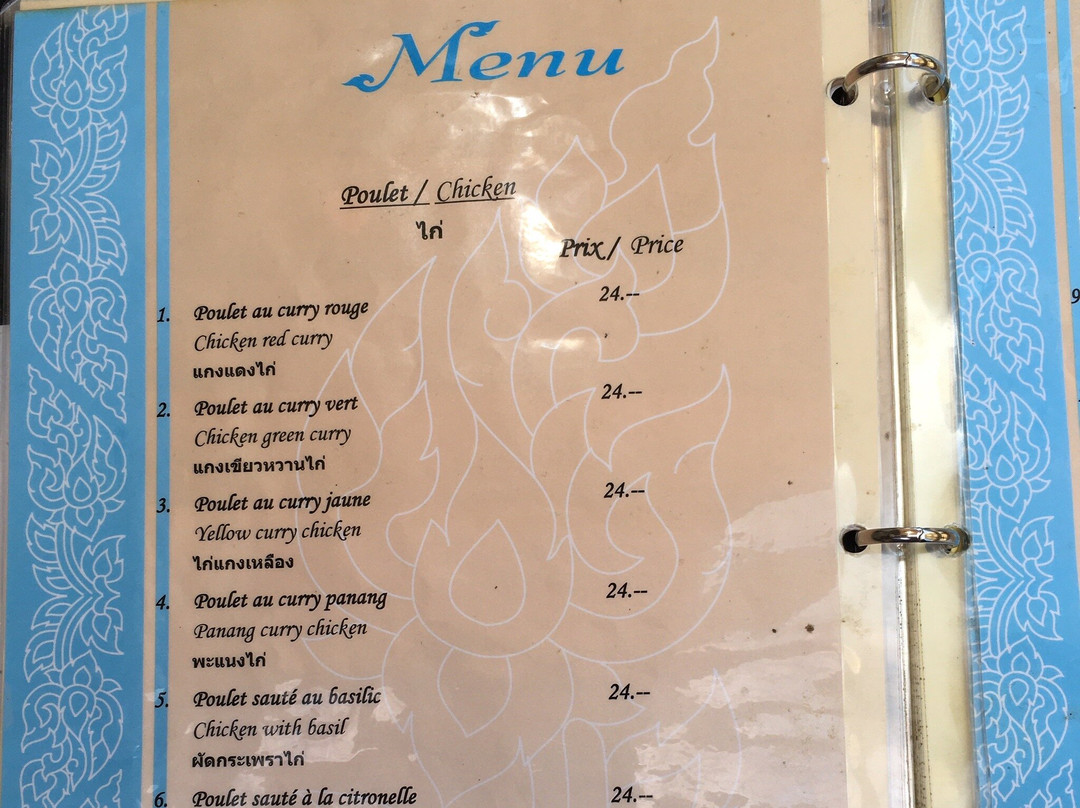 Menu
Poulet / Chicken
ไก่
Prix / Price
1. Poulet au curry rouge 24.--
Chicken red curry
แกงแดงไก่
2. Poulet au curry vert 24.--
Chicken green curry
แกงเขียวหวานไก่
3. Poulet au curry jaune 24.--
Yellow curry chicken
ไก่แกงเหลือง
4. Poulet au curry panang 24.--
Panang curry chicken
พะแนงไก่
5. Poulet sauté au basilic 24.--
Chicken with basil
ผัดกระเพราไก่
6. Poulet sauté à la citronelle 24.--
9